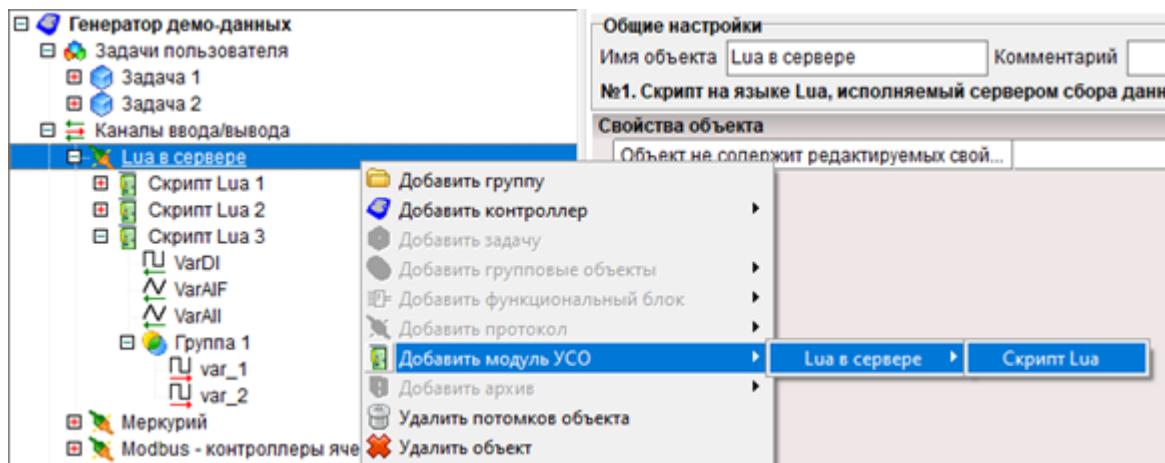 Генератор демо-данных
Задачи пользователя
Задача 1
Задача 2
Каналы ввода/вывода
Lua в сервере
Скрипт Lua 1
Скрипт Lua 2
Скрипт Lua 3
VarDI
VarAIF
VarAII
Группа 1
var_1
var_2
Меркурий
Modbus - контроллеры яче
Общие настройки
Имя объекта Lua в сервере Комментарий
№1. Скрипт на языке Lua, исполняемый сервером сбора данн
Свойства объекта
Объект не содержит редактируемых свой...
Добавить группу
Добавить контроллер
Добавить задачу
Добавить групповые объекты
Добавить функциональный блок
Добавить протокол
Добавить модуль УСО
Добавить архив
Удалить потомков объекта
Удалить объект
Lua в сервере
Скрипт Lua